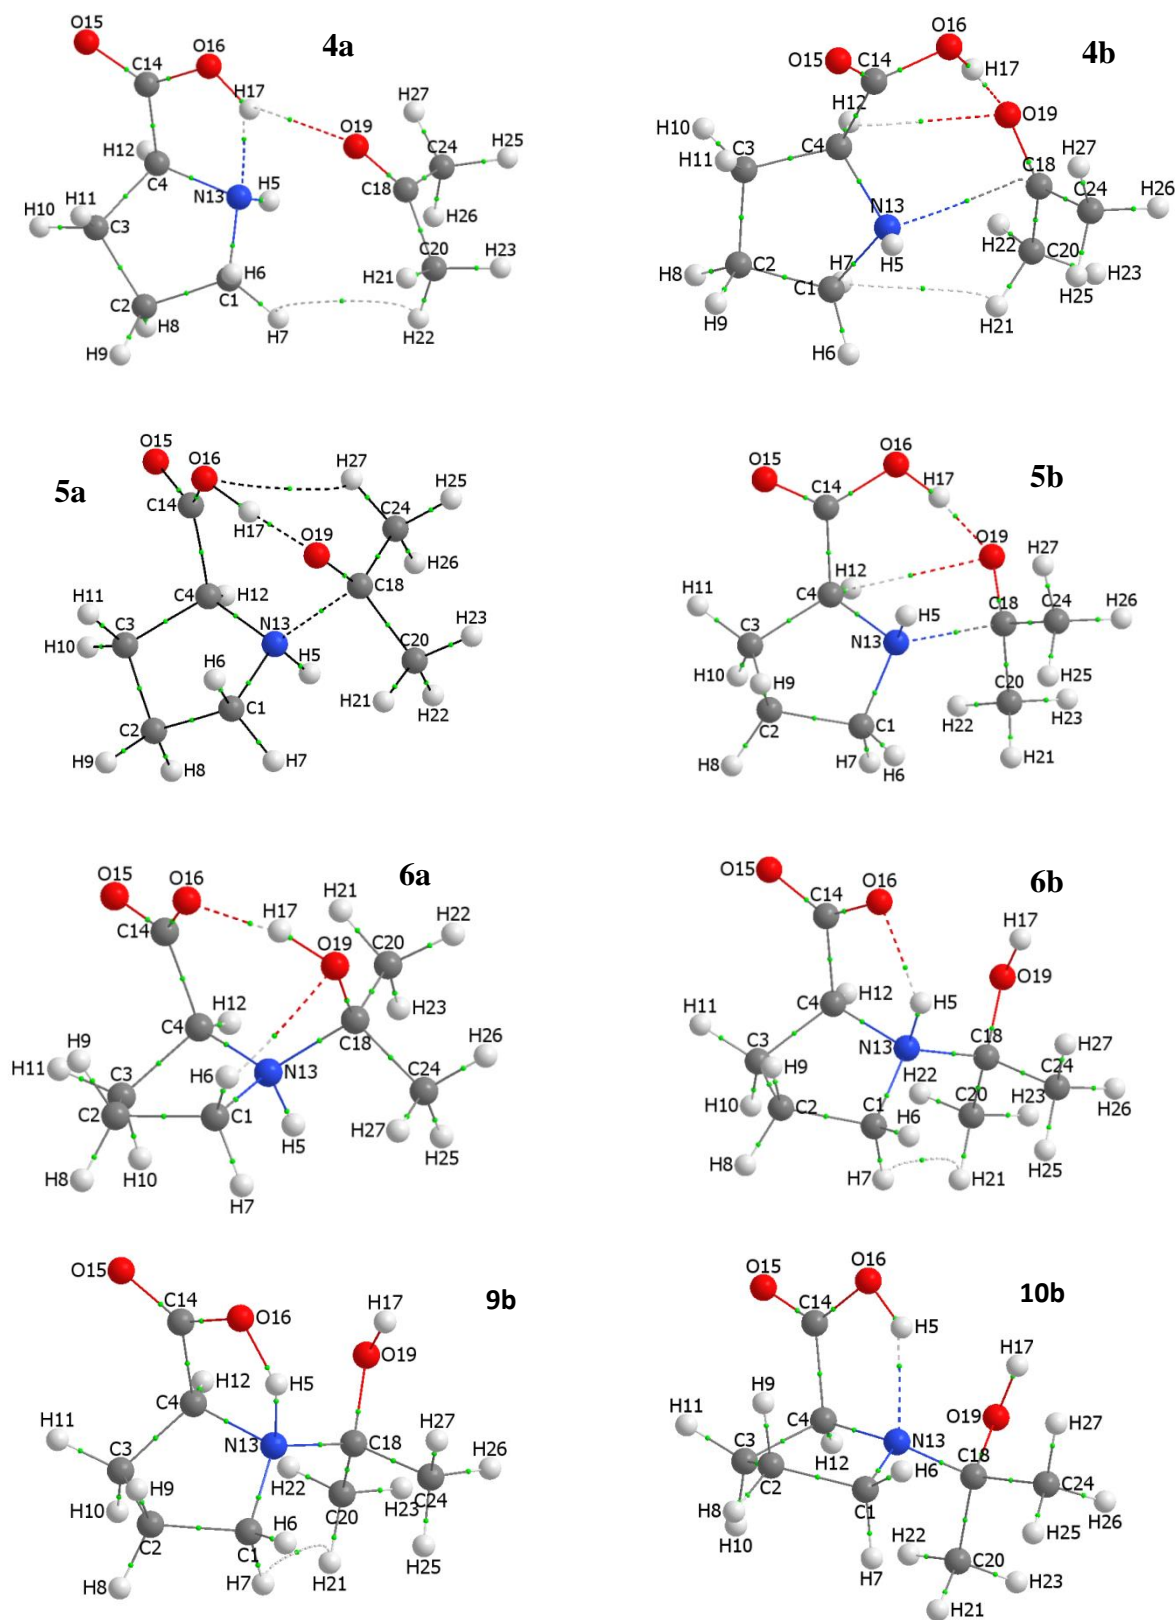 4a
O15
O16
C14
H17
H27
O19
H25
C24
H12
C4
C18
N13
H5
H11
H10
C3
H26
C20
H6
H21
H23
C2
C1
H8
H7
H22
H9
4b
O16
O15
C14
H17
H12
O19
H10
C3
C4
H11
H27
C18
C24
H26
N13
H22
C20
H5
H8
C2
H7
H23
C1
H25
H9
H21
H6
5a
O15
O16
H27
H25
C14
C24
H17
O19
H26
C4
H12
C18
H11
C3
N13
H23
H10
C20
H6
H5
C1
H21
H22
C2
H9
H8
H7
5b
O16
O15
H17
C14
O19
H27
H12
C4
H11
H5
C18
C24
H26
C3
N13
H10
H9
H25
C20
H22
H23
C2
C1
H8
H7
H6
H21
6a
O15
O16
H21
H17
H22
C14
C20
O19
H12
H23
C4
H9
C18
H26
H11
C3
H6
N13
C24
C2
C1
H27
H5
H25
H8
H10
H7
6b
O15
O16
C14
H17
O19
H12
H5
C4
H11
C18
N13
H27
C3
H9
H22
C24
H23
H10
C2
C20
H26
C1
H6
H8
H25
H7
H21
9b
O15
C14
H17
O16
O19
H12
H5
C4
H11
H27
N13
C18
C3
H26
H22
H9
C24
H23
H10
C20
H6
C2
C1
H25
H8
H7
H21
10b
O16
O15
C14
H5
H17
H9
H11
C4
O19
H27
N13
C3
H12
H6
C18
C24
C2
H8
C1
H26
H10
H25
H22
C20
H7
H23
H21